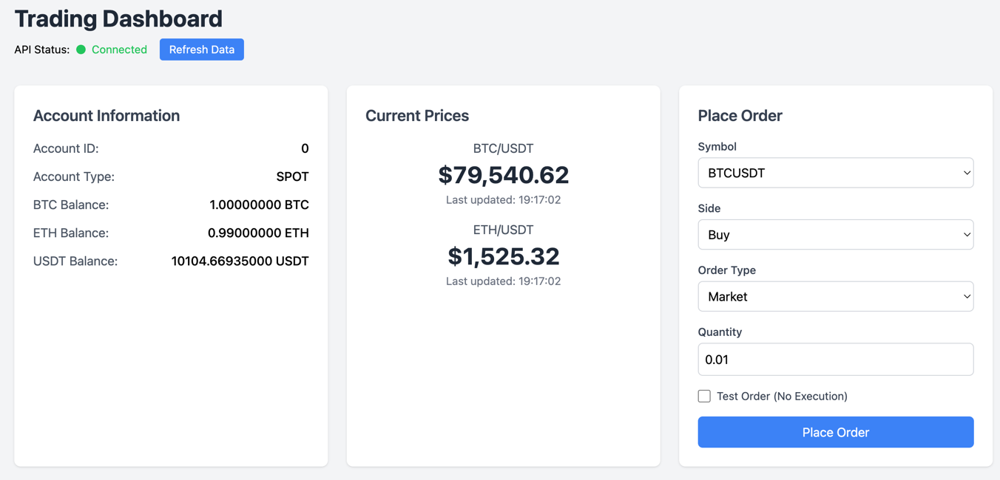 Trading Dashboard
API Status: Connected Refresh Data
Account Information
Account ID: 0
Account Type: SPOT
BTC Balance: 1.00000000 BTC
ETH Balance: 0.99000000 ETH
USDT Balance: 10104.66935000 USDT
Current Prices
BTC/USDT
$79,540.62
Last updated: 19:17:02
ETH/USDT
$1,525.32
Last updated: 19:17:02
Place Order
Symbol
BTCUSDT
Side
Buy
Order Type
Market
Quantity
0.01
Test Order (No Execution)
Place Order